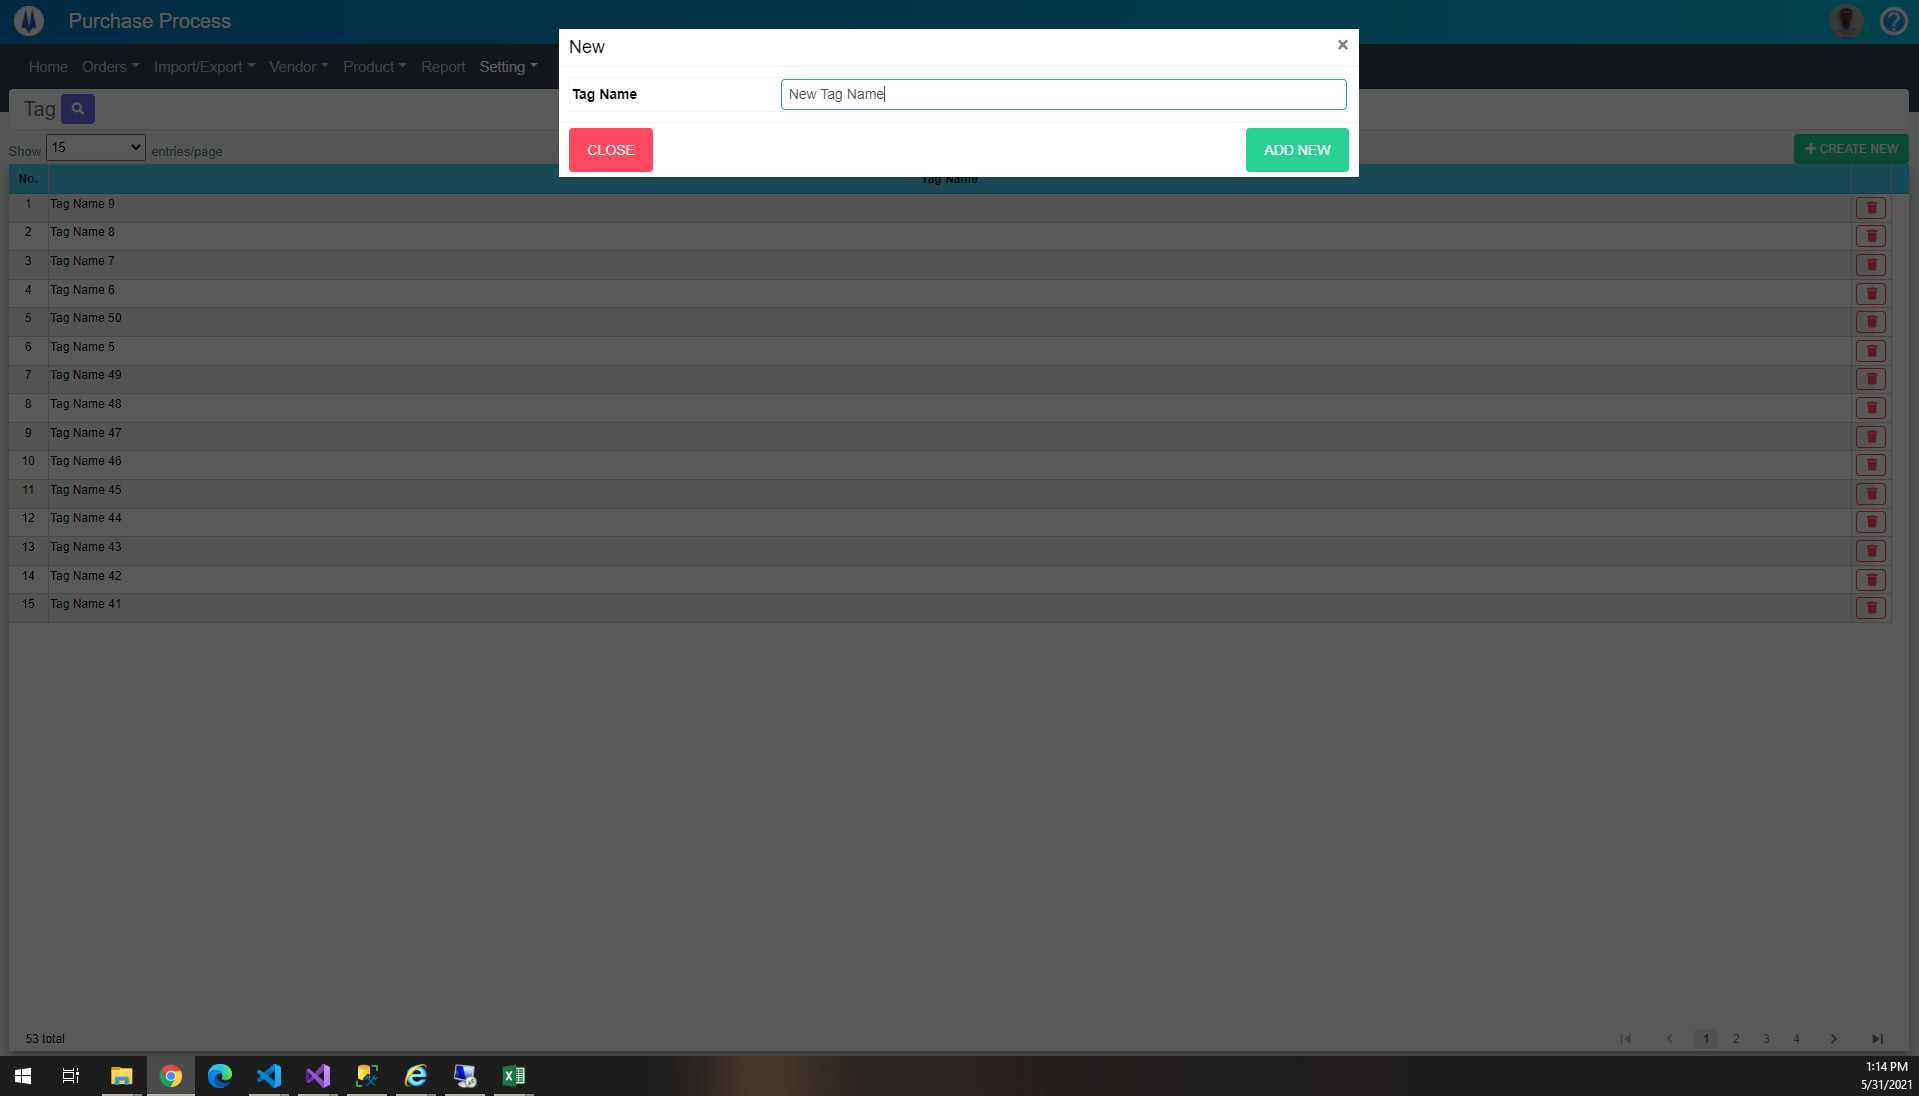 Purchase Process
Home Orders Import/Export Vendor Product Report Setting
New ×
Tag Name New Tag Name
CLOSE ADD NEW
Tag
Show 15 entries/page
+ CREATE NEW
No. Tag Name
1 Tag Name 9
2 Tag Name 8
3 Tag Name 7
4 Tag Name 6
5 Tag Name 50
6 Tag Name 5
7 Tag Name 49
8 Tag Name 48
9 Tag Name 47
10 Tag Name 46
11 Tag Name 45
12 Tag Name 44
13 Tag Name 43
14 Tag Name 42
15 Tag Name 41
53 total
1 2 3 4
1:14 PM
5/31/2021